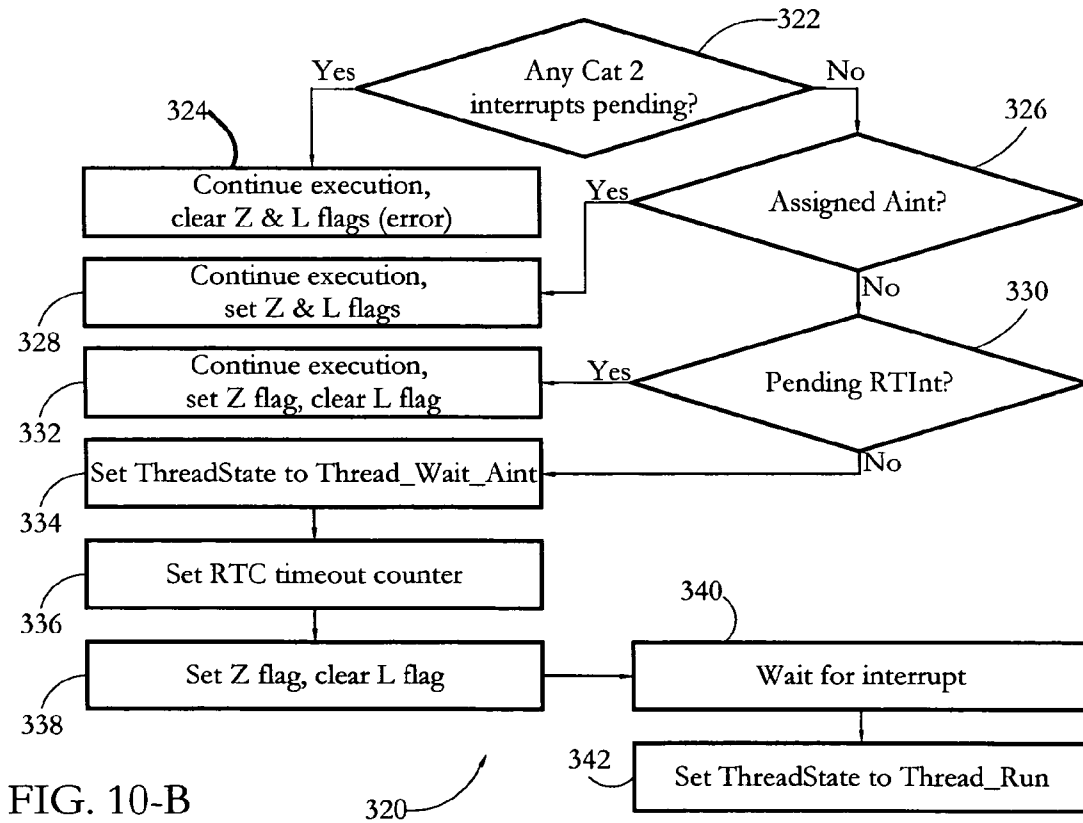 322
Yes
Any Cat 2
interrupts pending?
No
324
326
Continue execution,
clear Z & L flags (error)
Yes
Assigned Aint?
Continue execution,
set Z & L flags
328
No
330
Continue execution,
set Z flag, clear L flag
332
Yes
Pending RTInt?
No
Set ThreadState to Thread_Wait_Aint
334
Set RTC timeout counter
336
340
Set Z flag, clear L flag
338
Wait for interrupt
342
Set ThreadState to Thread_Run
FIG. 10-B
320